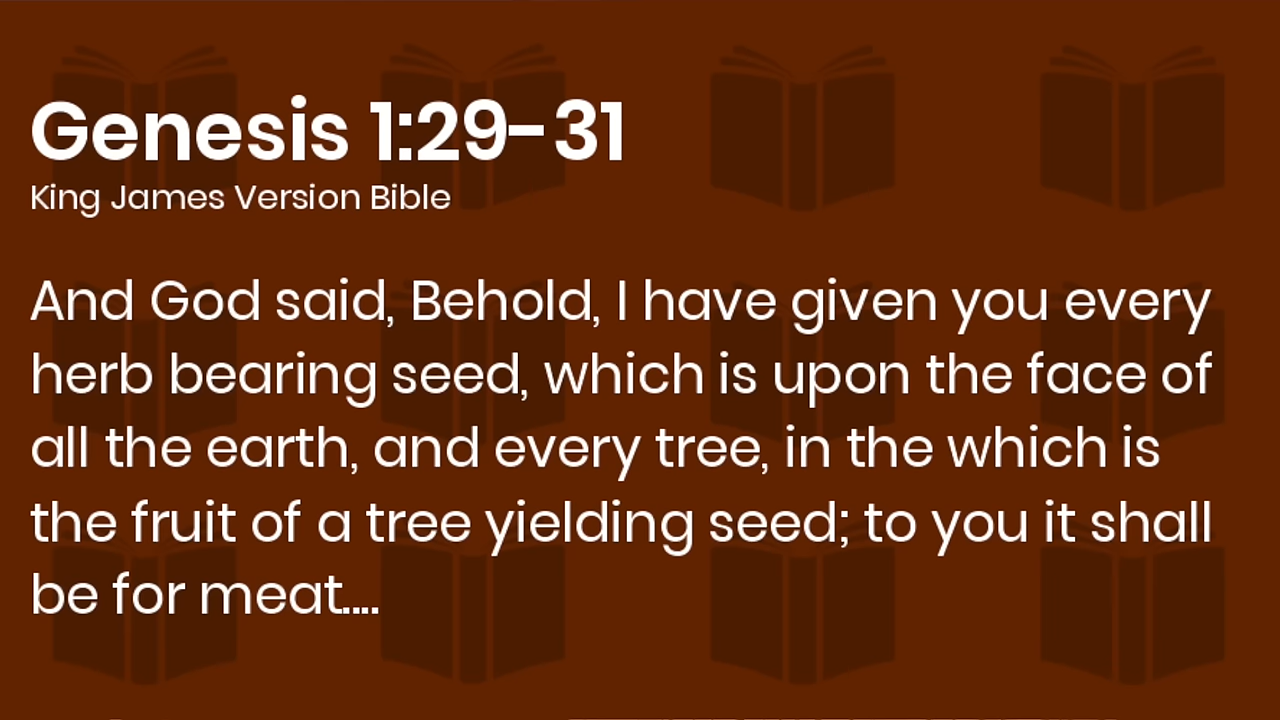 Genesis 1:29-31
King James Version Bible
And God said, Behold, I have given you every
herb bearing seed, which is upon the face of
all the earth, and every tree, in the which is
the fruit of a tree yielding seed; to you it shall
be for meat....